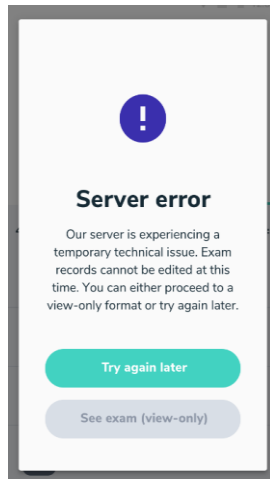 !
Server error
Our server is experiencing a
temporary technical issue. Exam
records cannot be edited at this
time. You can either proceed to a
view-only format or try again later.
Try again later
See exam (view-only)